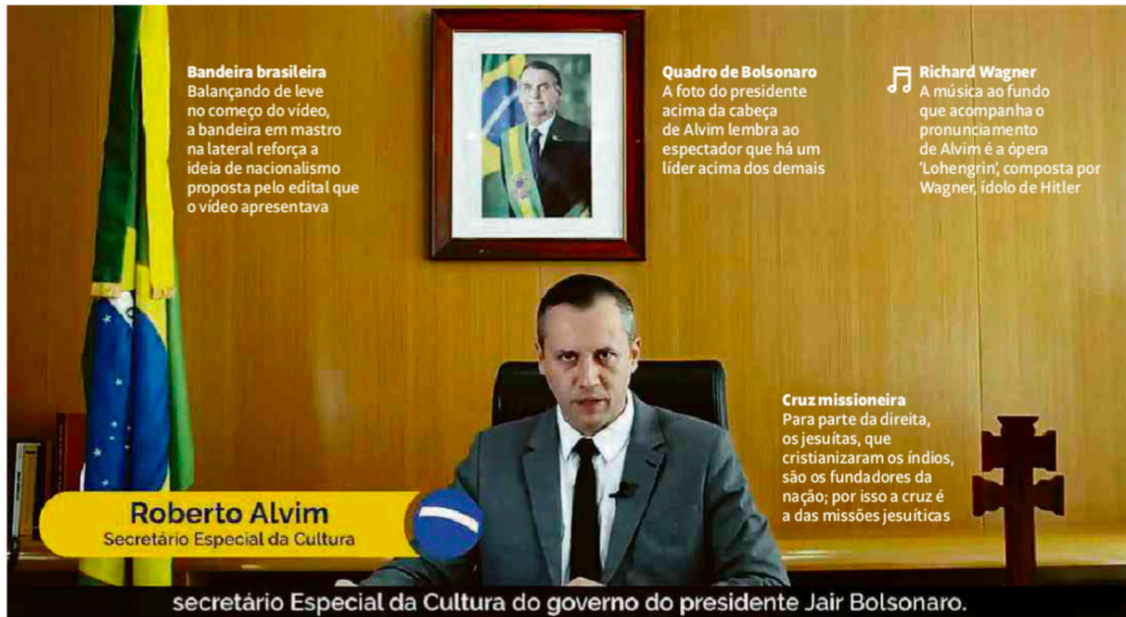 Bandeira brasileira
Balançando de leve
no começo do vídeo,
a bandeira em mastro
na lateral reforça a
ideia de nacionalismo
proposta pelo edital que
o vídeo apresentava
Quadro de Bolsonaro
A foto do presidente
acima da cabeça
de Alvim lembra ao
espectador que há um
líder acima dos demais
Richard Wagner
A música ao fundo
que acompanha o
pronunciamento
de Alvim é a ópera
‘Lohengrin’, composta por
Wagner, ídolo de Hitler
Cruz missioneira
Para parte da direita,
os jesuítas, que
cristianizaram os índios,
são os fundadores da
nação; por isso a cruz é
a das missões jesuíticas
Roberto Alvim
Secretário Especial da Cultura
secretário Especial da Cultura do governo do presidente Jair Bolsonaro.